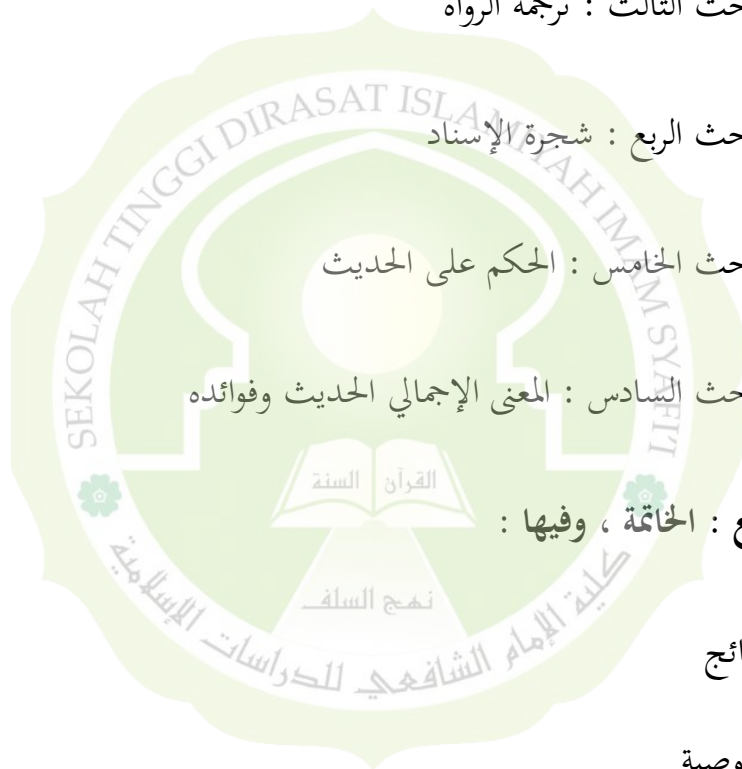 حث الثالث : ترجمة الرواة
حث الربع : شجرة الإسناد
حث الخامس : الحكم على الحديث
حث السادس : المعنى الإجمالي الحديث وفوائده
ع : الخاتمة ، وفيها :
ائج
وصية
SEKOLAH TINGGI DIRASAT ISLAMIYAH IMAM SYAFI'I
القرآن السنة
نهج السلف
كلية الإمام الشافعي للدراسات الإسلامية